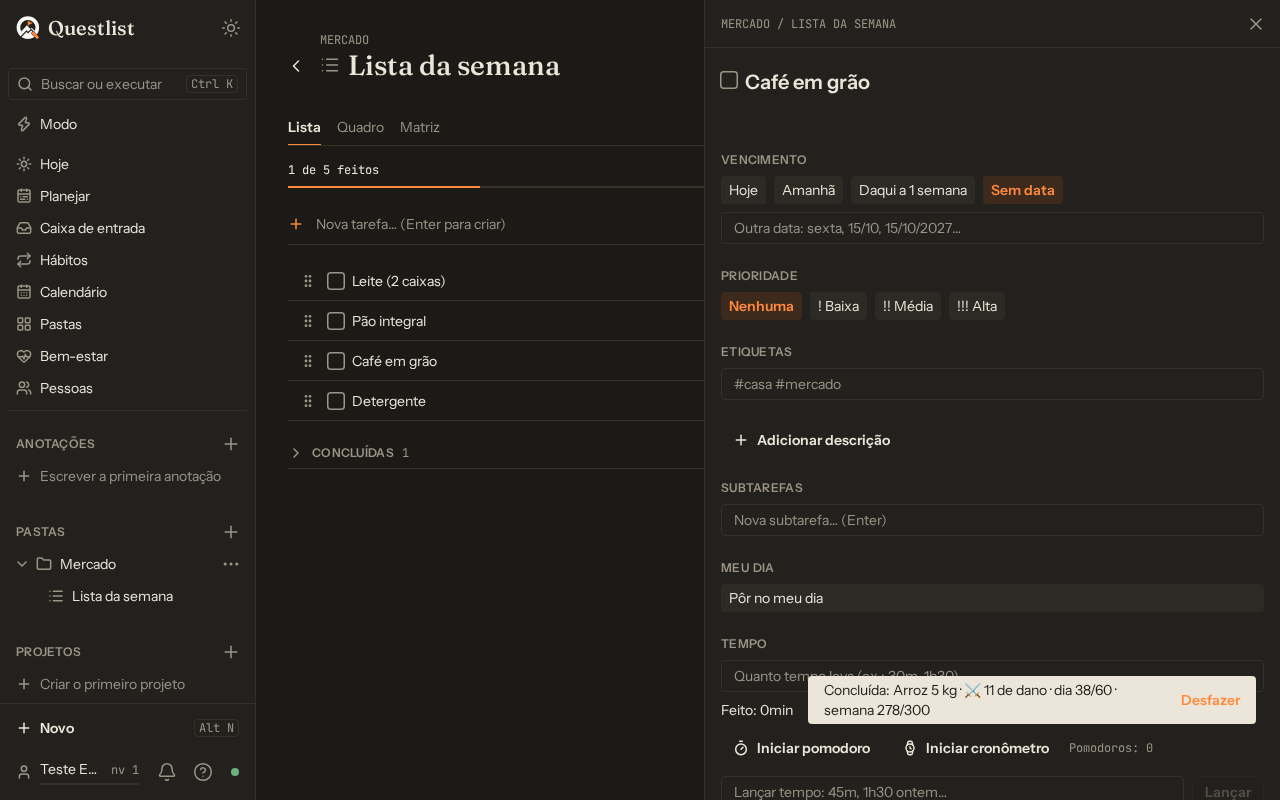 Questlist
Buscar ou executar Ctrl K
Modo
Hoje
Planejar
Caixa de entrada
Hábitos
Calendário
Pastas
Bem-estar
Pessoas
ANOTAÇÕES
Escrever a primeira anotação
PASTAS
Mercado
Lista da semana
PROJETOS
Criar o primeiro projeto
Novo Alt N
Teste E... nv 1
MERCADO
Lista da semana
Lista Quadro Matriz
1 de 5 feitos
Nova tarefa... (Enter para criar)
Leite (2 caixas)
Pão integral
Café em grão
Detergente
CONCLUÍDAS 1
MERCADO / LISTA DA SEMANA
Café em grão
VENCIMENTO
Hoje Amanhã Daqui a 1 semana Sem data
Outra data: sexta, 15/10, 15/10/2027...
PRIORIDADE
Nenhuma ! Baixa !! Média !!! Alta
ETIQUETAS
#casa #mercado
Adicionar descrição
SUBTAREFAS
Nova subtarefa... (Enter)
MEU DIA
Pôr no meu dia
TEMPO
Quanto tempo leva (ex.: 30m, 1h30)
Concluída: Arroz 5 kg · ⚔️ 11 de dano · dia 38/60 ·
semana 278/300
Desfazer
Feito: 0min
Iniciar pomodoro Iniciar cronômetro Pomodoros: 0
Lançar tempo: 45m, 1h30 ontem... Lançar